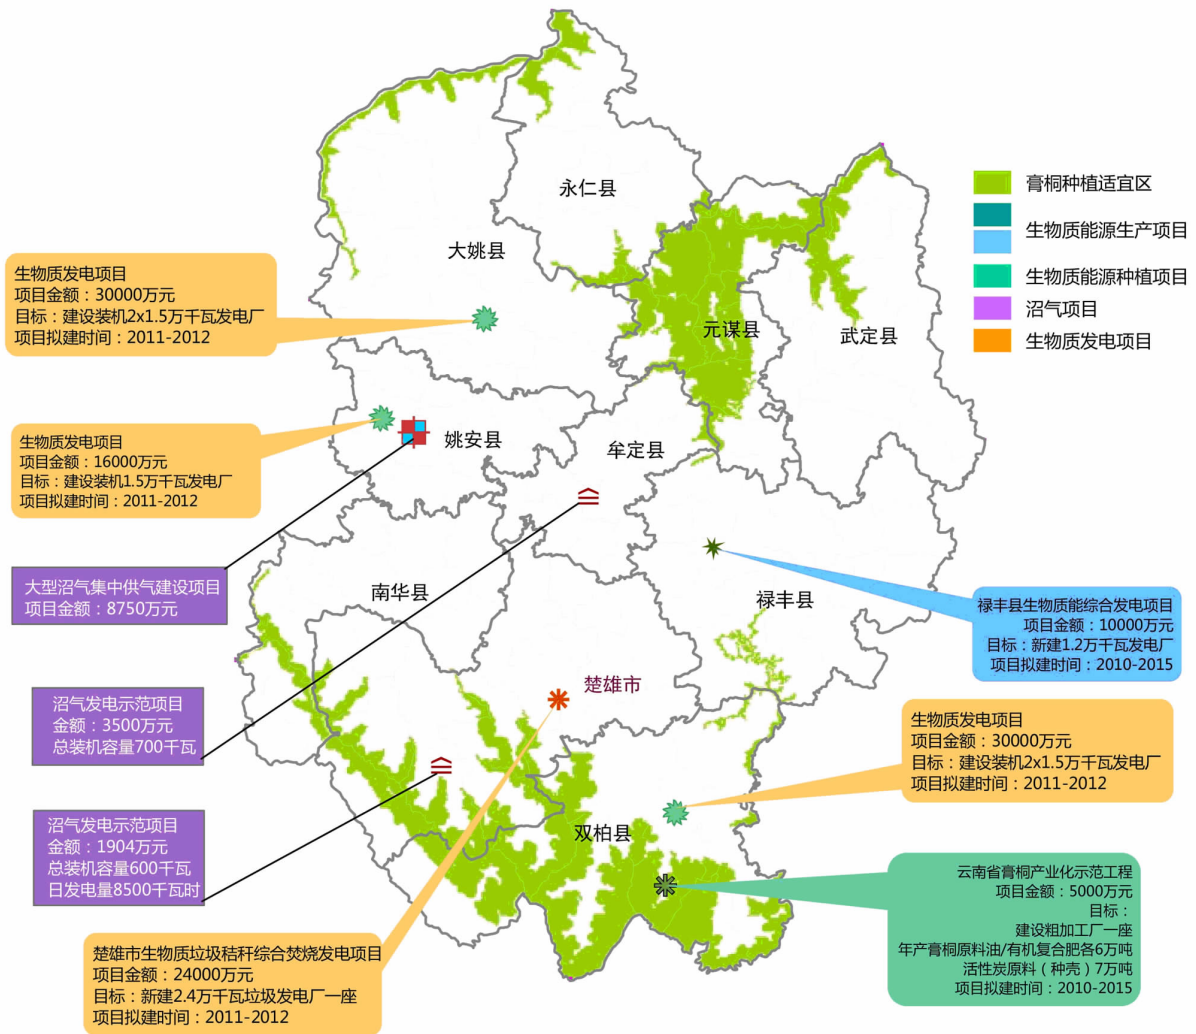 永仁县
大姚县
元谋县
武定县
姚安县
牟定县
南华县
禄丰县
楚雄市
双柏县
膏桐种植适宜区
生物质能源生产项目
生物质能源种植项目
沼气项目
生物质发电项目
生物质发电项目
项目金额：30000万元
目标：建设装机2x1.5万千瓦发电厂
项目拟建时间：2011-2012
生物质发电项目
项目金额：16000万元
目标：建设装机1.5万千瓦发电厂
项目拟建时间：2011-2012
大型沼气集中供气建设项目
项目金额：8750万元
沼气发电示范项目
金额：3500万元
总装机容量700千瓦
沼气发电示范项目
金额：1904万元
总装机容量600千瓦
日发电量8500千瓦时
楚雄市生物质垃圾秸秆综合焚烧发电项目
项目金额：24000万元
目标：新建2.4万千瓦垃圾发电厂一座
项目拟建时间：2011-2012
禄丰县生物质能综合发电项目
项目金额：10000万元
目标：新建1.2万千瓦发电厂
项目拟建时间：2010-2015
生物质发电项目
项目金额：30000万元
目标：建设装机2x1.5万千瓦发电厂
项目拟建时间：2011-2012
云南省膏桐产业化示范工程
项目金额：5000万元
目标：
建设粗加工厂一座
年产膏桐原料油/有机复合肥各6万吨
活性炭原料（种壳）7万吨
项目拟建时间：2010-2015